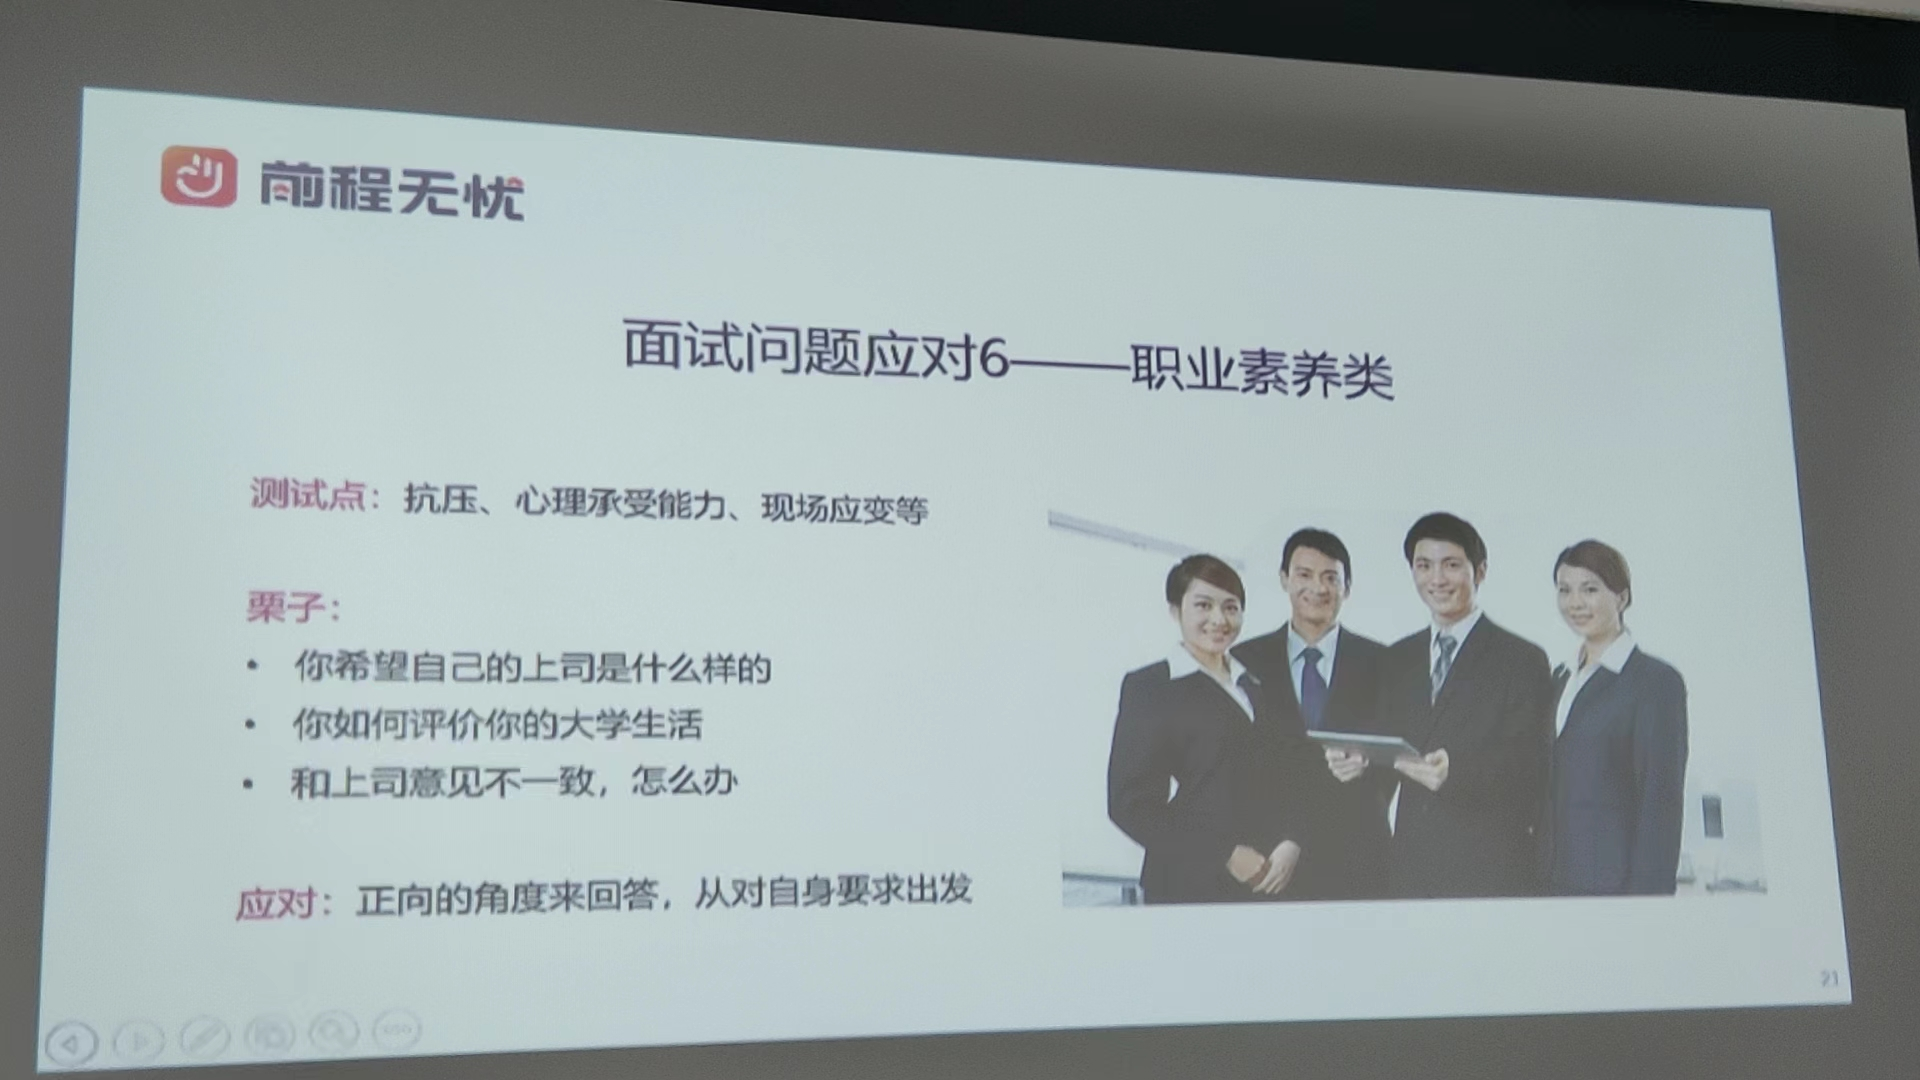 前程无忧
面试问题应对6——职业素养类
测试点：抗压、心理承受能力、现场应变等
栗子：
• 你希望自己的上司是什么样的
• 你如何评价你的大学生活
• 和上司意见不一致，怎么办
应对：正向的角度来回答，从对自身要求出发
21